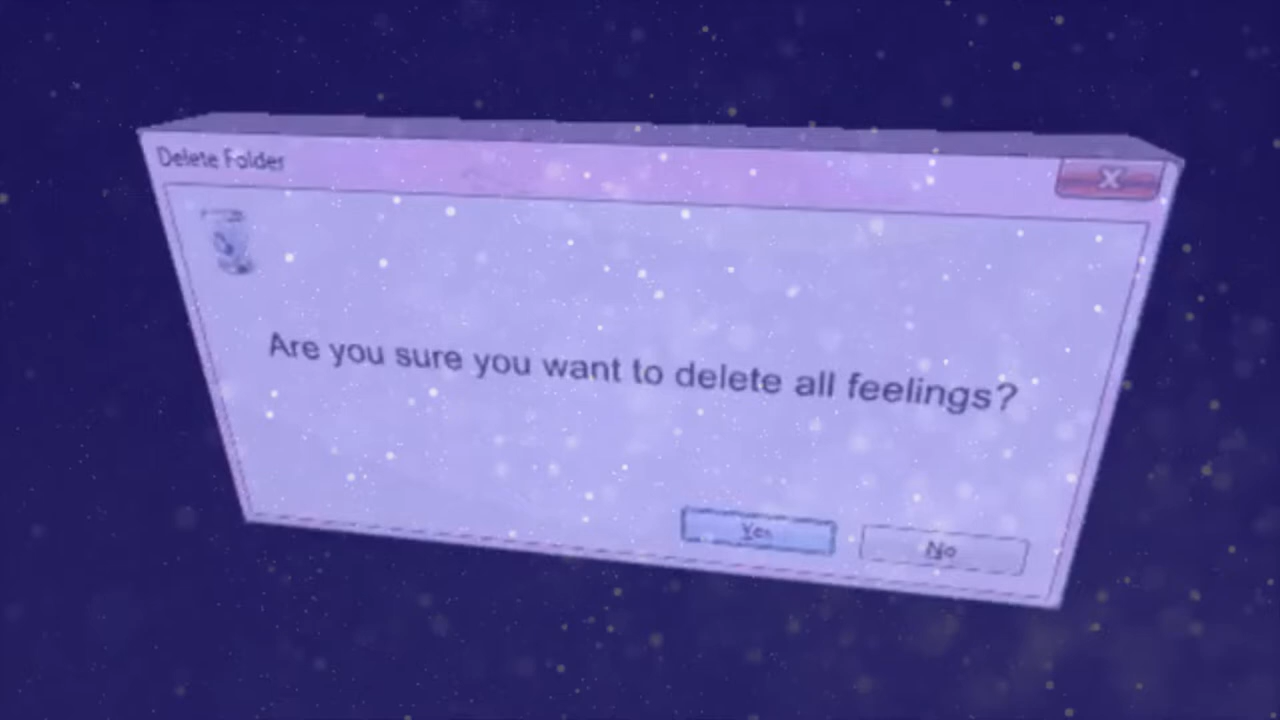 Delete Folder
X
Are you sure you want to delete all feelings?
Yes
No